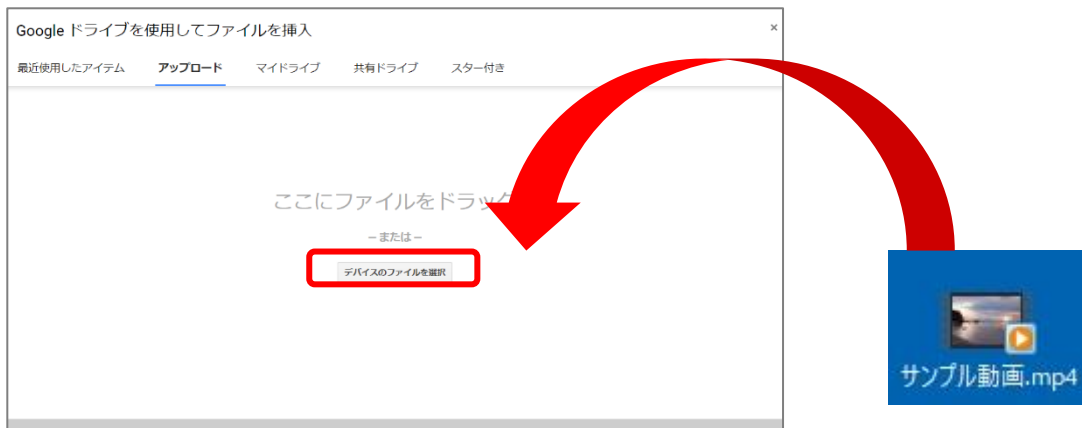 Google ドライブを使用してファイルを挿入
×
最近使用したアイテム アップロード マイドライブ 共有ドライブ スター付き
ここにファイルをドラッグ
– または –
デバイスのファイルを選択
サンプル動画.mp4